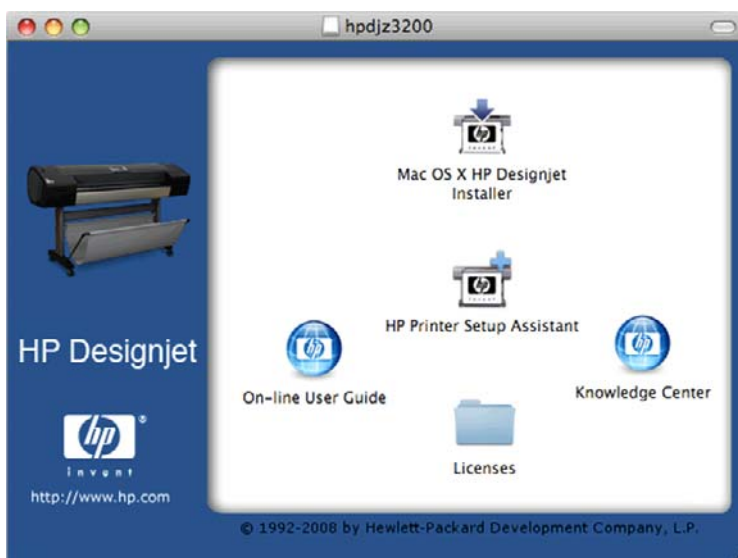 hpdjz3200
Mac OS X HP Designjet
Installer
HP Printer Setup Assistant
On-line User Guide
Knowledge Center
Licenses
HP Designjet
hp
®
invent
http://www.hp.com
© 1992-2008 by Hewlett-Packard Development Company, L.P.